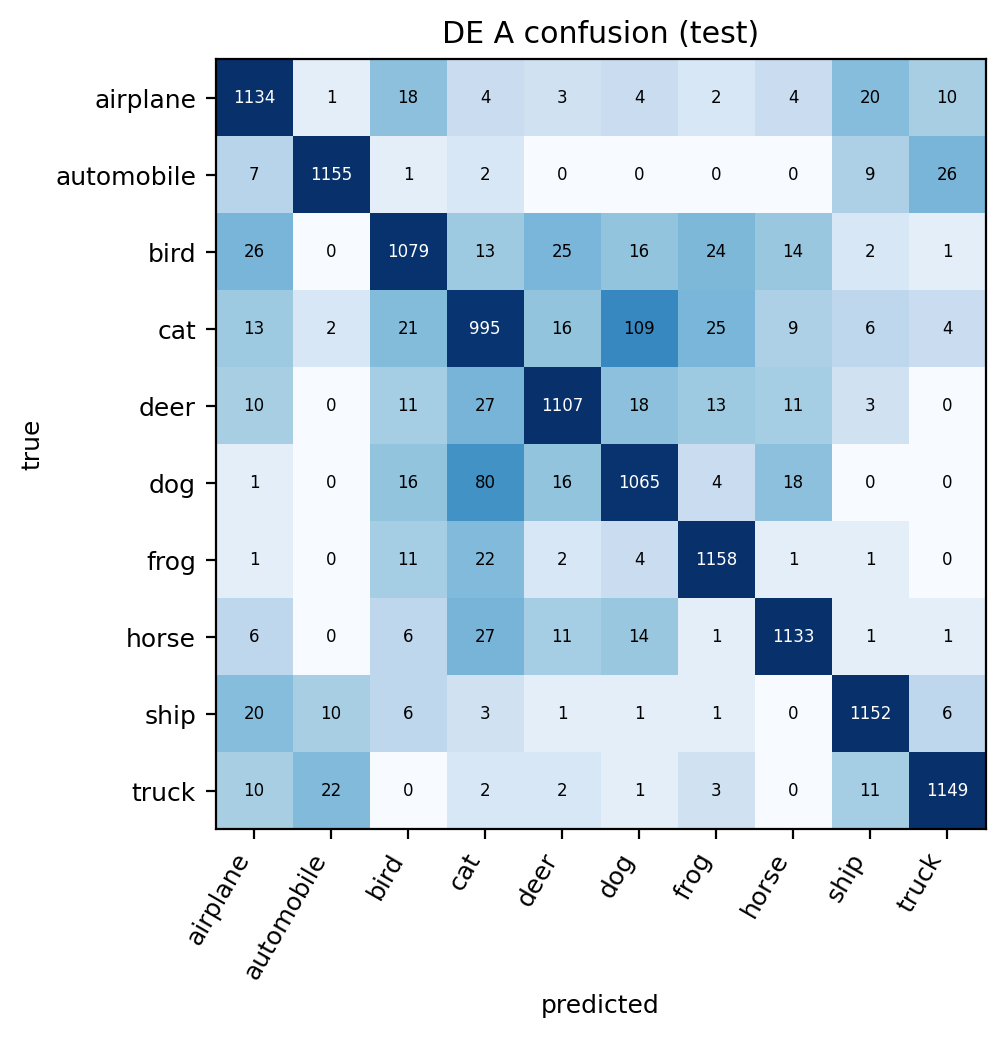 DE A confusion (test)
airplane 1134 1 18 4 3 4 2 4 20 10
automobile 7 1155 1 2 0 0 0 0 9 26
bird 26 0 1079 13 25 16 24 14 2 1
cat 13 2 21 995 16 109 25 9 6 4
deer 10 0 11 27 1107 18 13 11 3 0
dog 1 0 16 80 16 1065 4 18 0 0
frog 1 0 11 22 2 4 1158 1 1 0
horse 6 0 6 27 11 14 1 1133 1 1
ship 20 10 6 3 1 1 1 0 1152 6
truck 10 22 0 2 2 1 3 0 11 1149
true
airplane automobile bird cat deer dog frog horse ship truck
predicted